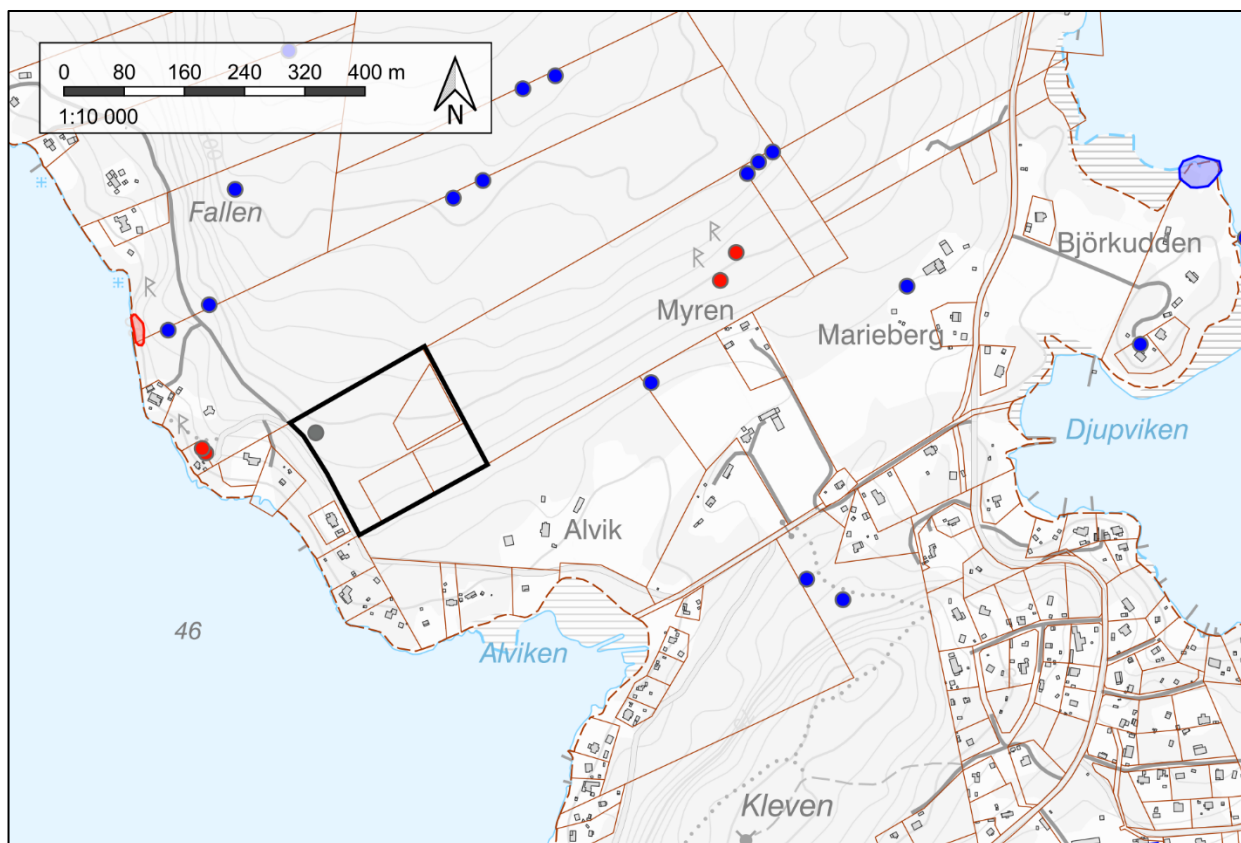 0 80 160 240 320 400 m
1:10 000
N
Fallen
R
R
R
R
Björkudden
Myren
Marieberg
Djupviken
Alvik
46
Alviken
Kleven